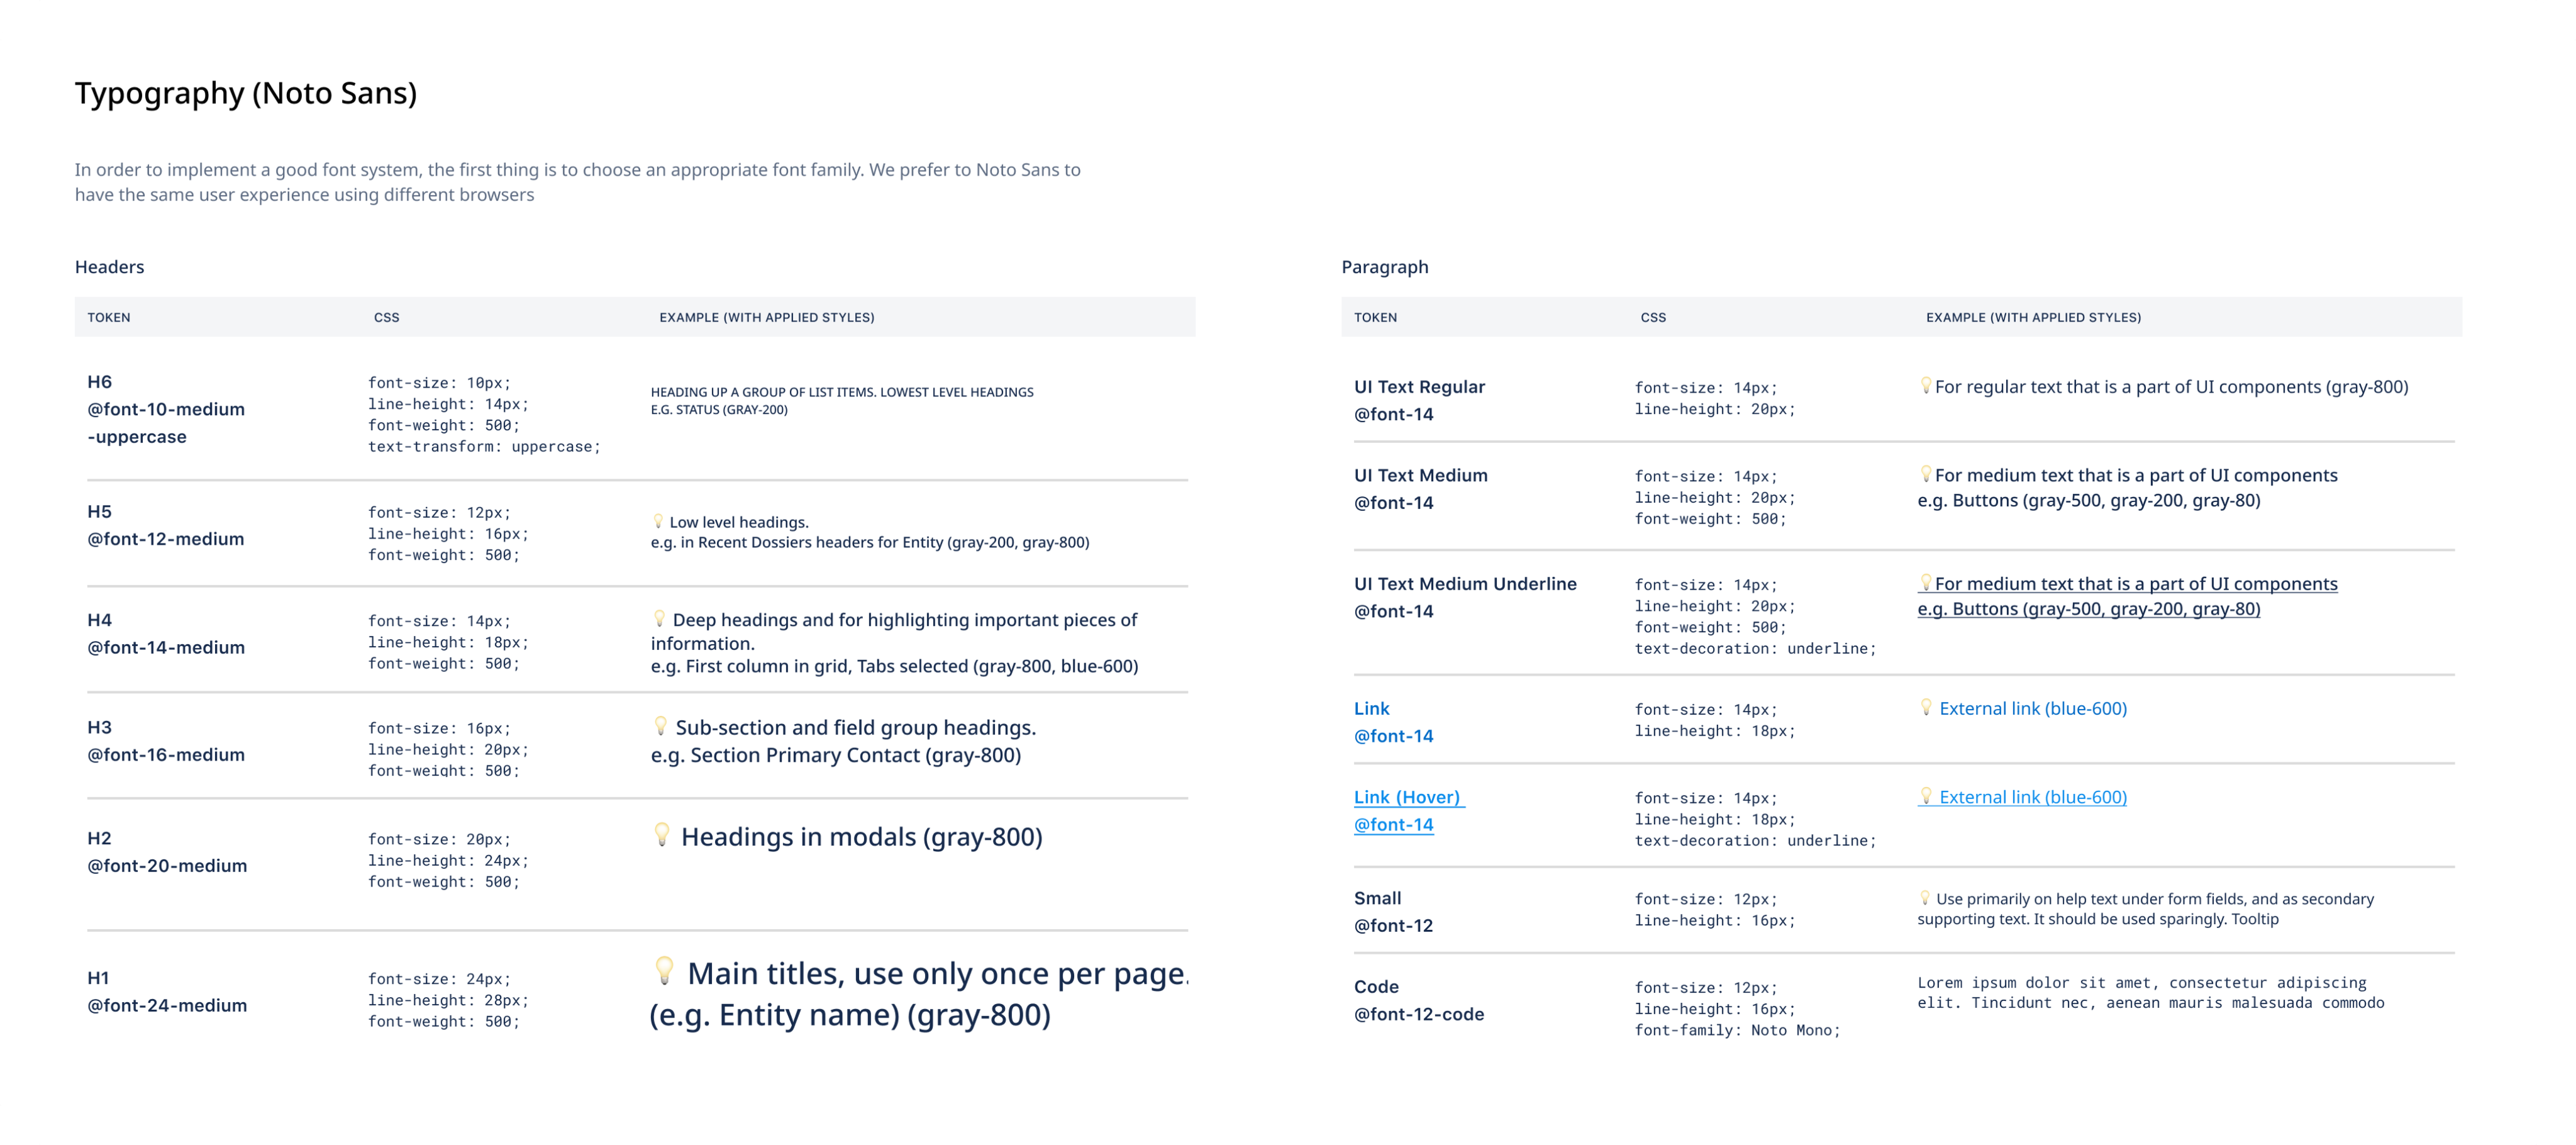 Typography (Noto Sans)
In order to implement a good font system, the first thing is to choose an appropriate font family. We prefer to Noto Sans to
have the same user experience using different browsers
Headers
TOKEN CSS EXAMPLE (WITH APPLIED STYLES)
H6
@font-10-medium
-uppercase
font-size: 10px;
line-height: 14px;
font-weight: 500;
text-transform: uppercase;
HEADING UP A GROUP OF LIST ITEMS. LOWEST LEVEL HEADINGS
E.G. STATUS (GRAY-200)
H5
@font-12-medium
font-size: 12px;
line-height: 16px;
font-weight: 500;
💡 Low level headings.
e.g. in Recent Dossiers headers for Entity (gray-200, gray-800)
H4
@font-14-medium
font-size: 14px;
line-height: 18px;
font-weight: 500;
💡 Deep headings and for highlighting important pieces of
information.
e.g. First column in grid, Tabs selected (gray-800, blue-600)
H3
@font-16-medium
font-size: 16px;
line-height: 20px;
font-weight: 500;
💡 Sub-section and field group headings.
e.g. Section Primary Contact (gray-800)
H2
@font-20-medium
font-size: 20px;
line-height: 24px;
font-weight: 500;
💡 Headings in modals (gray-800)
H1
@font-24-medium
font-size: 24px;
line-height: 28px;
font-weight: 500;
💡 Main titles, use only once per page.
(e.g. Entity name) (gray-800)
Paragraph
TOKEN CSS EXAMPLE (WITH APPLIED STYLES)
UI Text Regular
@font-14
font-size: 14px;
line-height: 20px;
💡For regular text that is a part of UI components (gray-800)
UI Text Medium
@font-14
font-size: 14px;
line-height: 20px;
font-weight: 500;
💡For medium text that is a part of UI components
e.g. Buttons (gray-500, gray-200, gray-80)
UI Text Medium Underline
@font-14
font-size: 14px;
line-height: 20px;
font-weight: 500;
text-decoration: underline;
💡For medium text that is a part of UI components
e.g. Buttons (gray-500, gray-200, gray-80)
Link
@font-14
font-size: 14px;
line-height: 18px;
💡 External link (blue-600)
Link (Hover)
@font-14
font-size: 14px;
line-height: 18px;
text-decoration: underline;
💡 External link (blue-600)
Small
@font-12
font-size: 12px;
line-height: 16px;
💡 Use primarily on help text under form fields, and as secondary
supporting text. It should be used sparingly. Tooltip
Code
@font-12-code
font-size: 12px;
line-height: 16px;
font-family: Noto Mono;
Lorem ipsum dolor sit amet, consectetur adipiscing
elit. Tincidunt nec, aenean mauris malesuada commodo